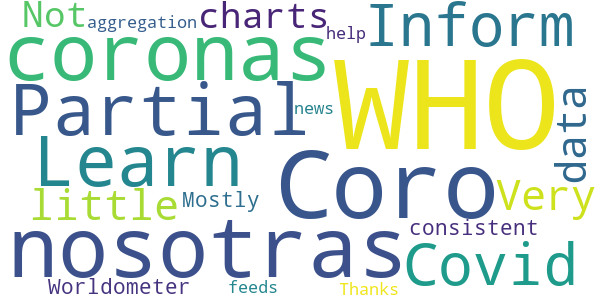 Not aggregation charts Inform
help
coronas WHO
Partial news data
Learn Coro
little Mostly Very
nosotras consistent
Covid
Worldometer feeds Thanks